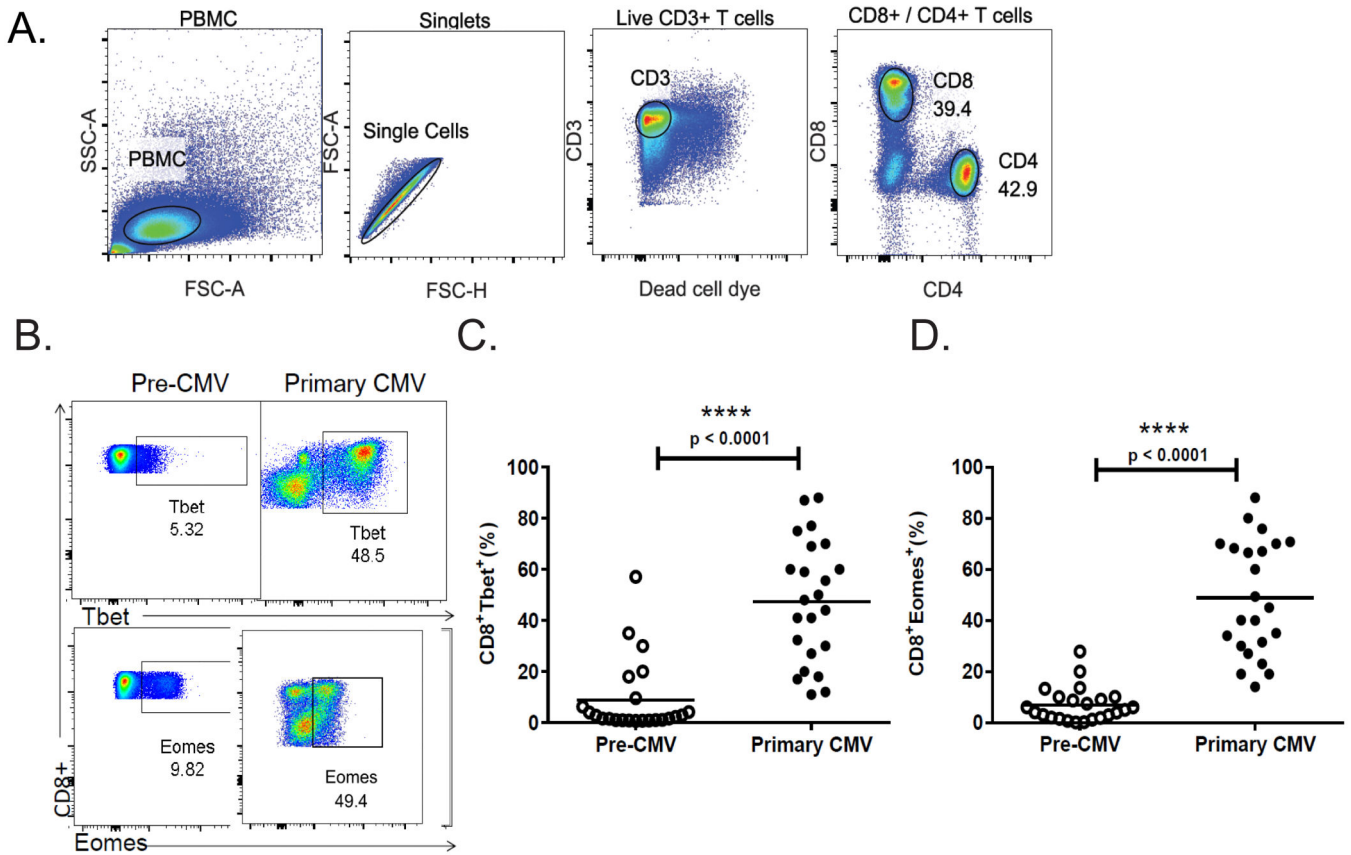 A.
PBMC
SSC-A
PBMC
FSC-A
Singlets
FSC-A
Single Cells
FSC-H
Live CD3+ T cells
CD3
CD3
Dead cell dye
CD8+ / CD4+ T cells
CD8
CD8
39.4
CD4
42.9
CD4
B.
Pre-CMV
Primary CMV
Tbet
5.32
Tbet
48.5
Tbet
Eomes
9.82
Eomes
49.4
CD8+
Eomes
C.
****
p < 0.0001
CD8+Tbet+(%)
100
80
60
40
20
0
Pre-CMV
Primary CMV
D.
****
p < 0.0001
CD8+Eomes+(%)
100
80
60
40
20
0
Pre-CMV
Primary CMV